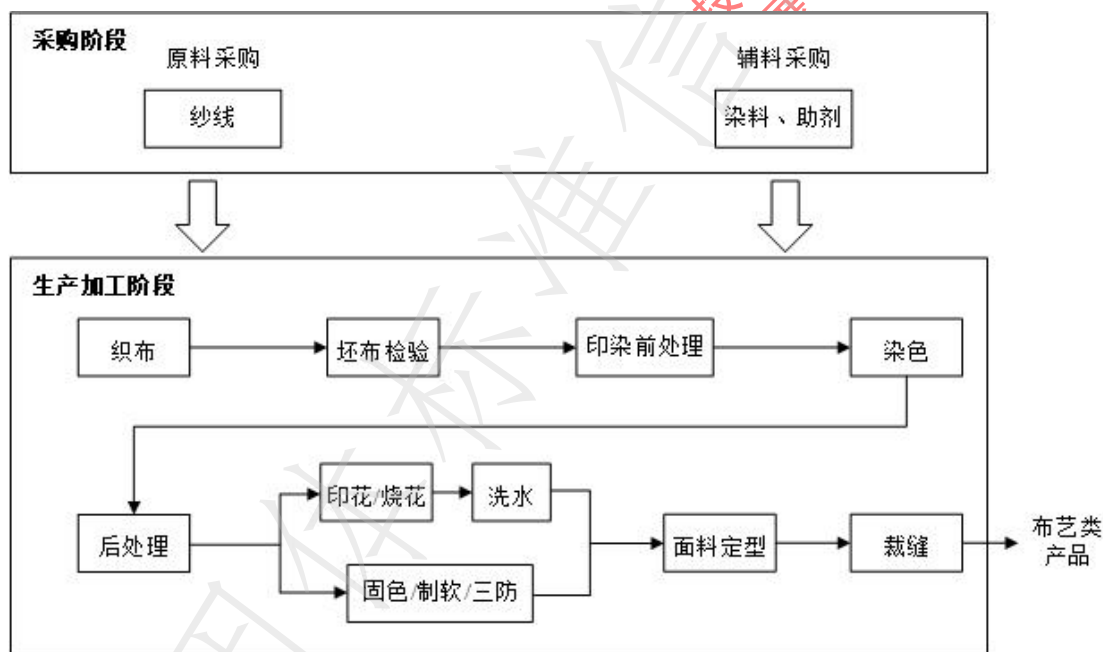 采购阶段
原料采购
辅料采购
纱线
染料、助剂
生产加工阶段
织布
坯布检验
印染前处理
染色
后处理
印花/烧花
洗水
固色/制软/三防
面料定型
裁缝
布艺类
产品